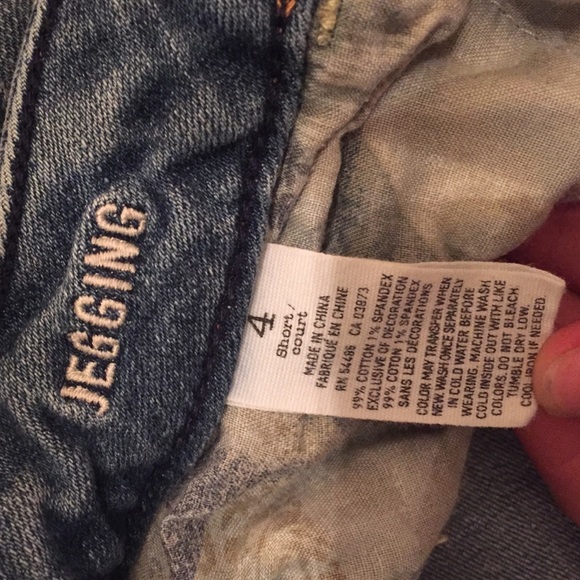 JEGGING
4
Short/
court
MADE IN CHINA
FABRIQUÉ EN CHINE
RN 54486 CA 03973
99% COTTON 1% SPANDEX
EXCLUSIVE OF DECORATION
99% COTON 1% SPANDEX
SANS LES DÉCORATIONS
COLOR MAY TRANSFER WHEN
NEW. WASH ONCE SEPARATELY
IN COLD WATER BEFORE
WEARING. MACHINE WASH
COLD INSIDE OUT WITH LIKE
COLORS. DO NOT BLEACH
TUMBLE DRY LOW.
COOL IRON IF NEEDED